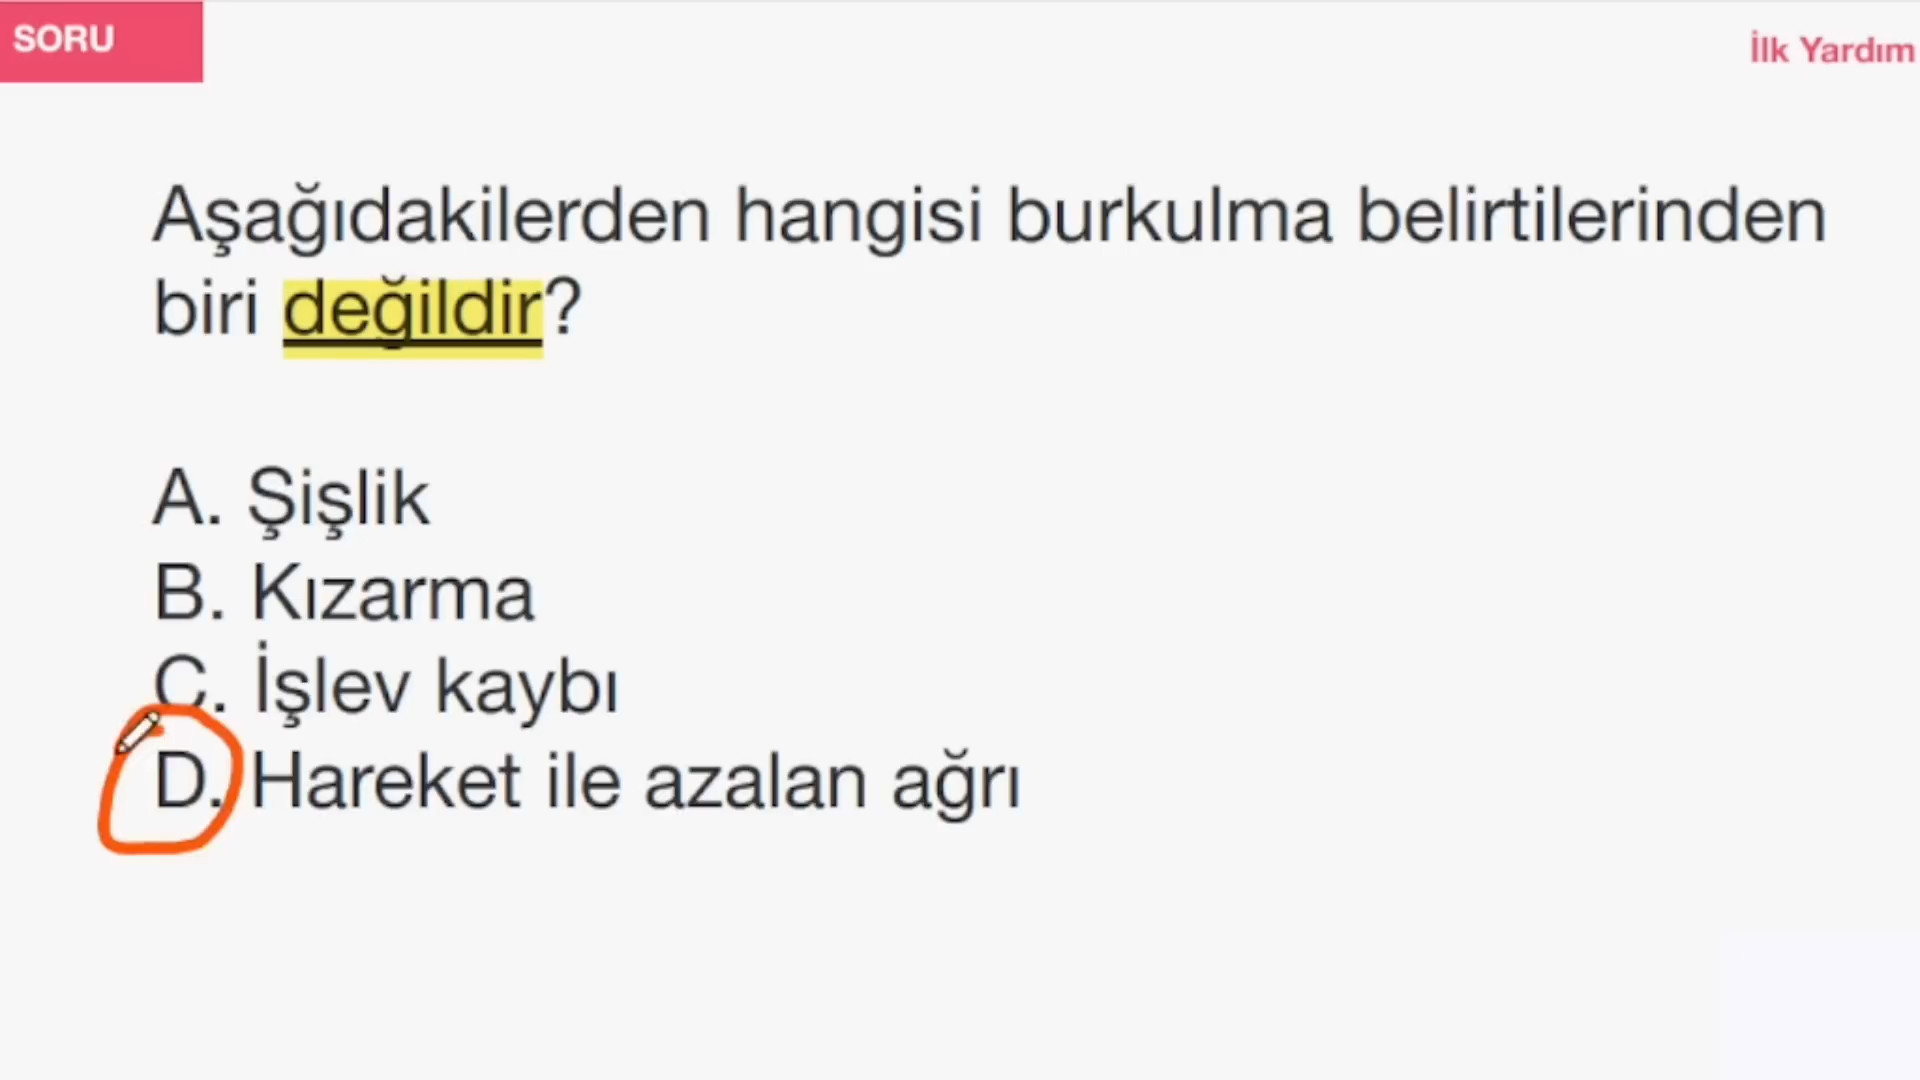 SORU
İlk Yardım
Aşağıdakilerden hangisi burkulma belirtilerinden
biri değildir?
A. Şişlik
B. Kızarma
C. İşlev kaybı
D. Hareket ile azalan ağrı